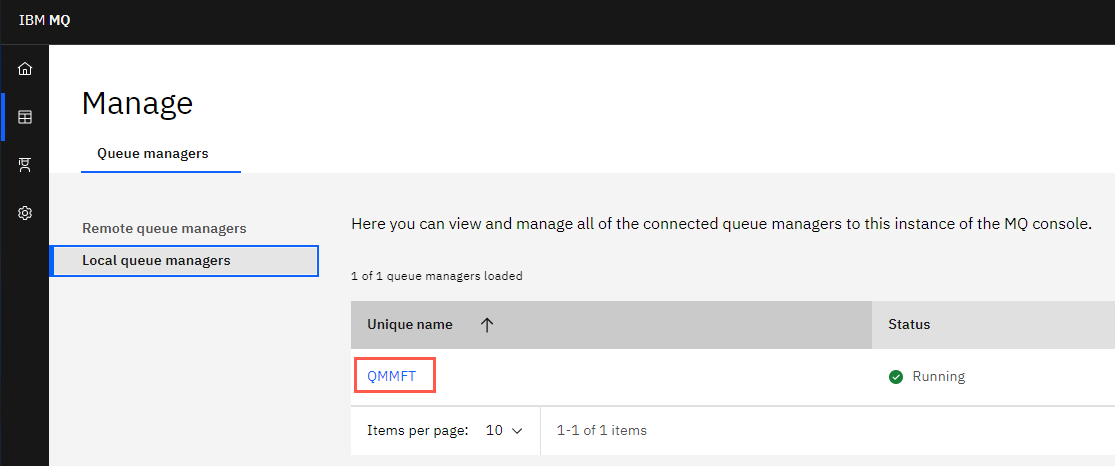 IBM MQ
Manage
Queue managers
Remote queue managers
Local queue managers
Here you can view and manage all of the connected queue managers to this instance of the MQ console.
1 of 1 queue managers loaded
Unique name Status
QMMFT Running
Items per page: 10 1-1 of 1 items